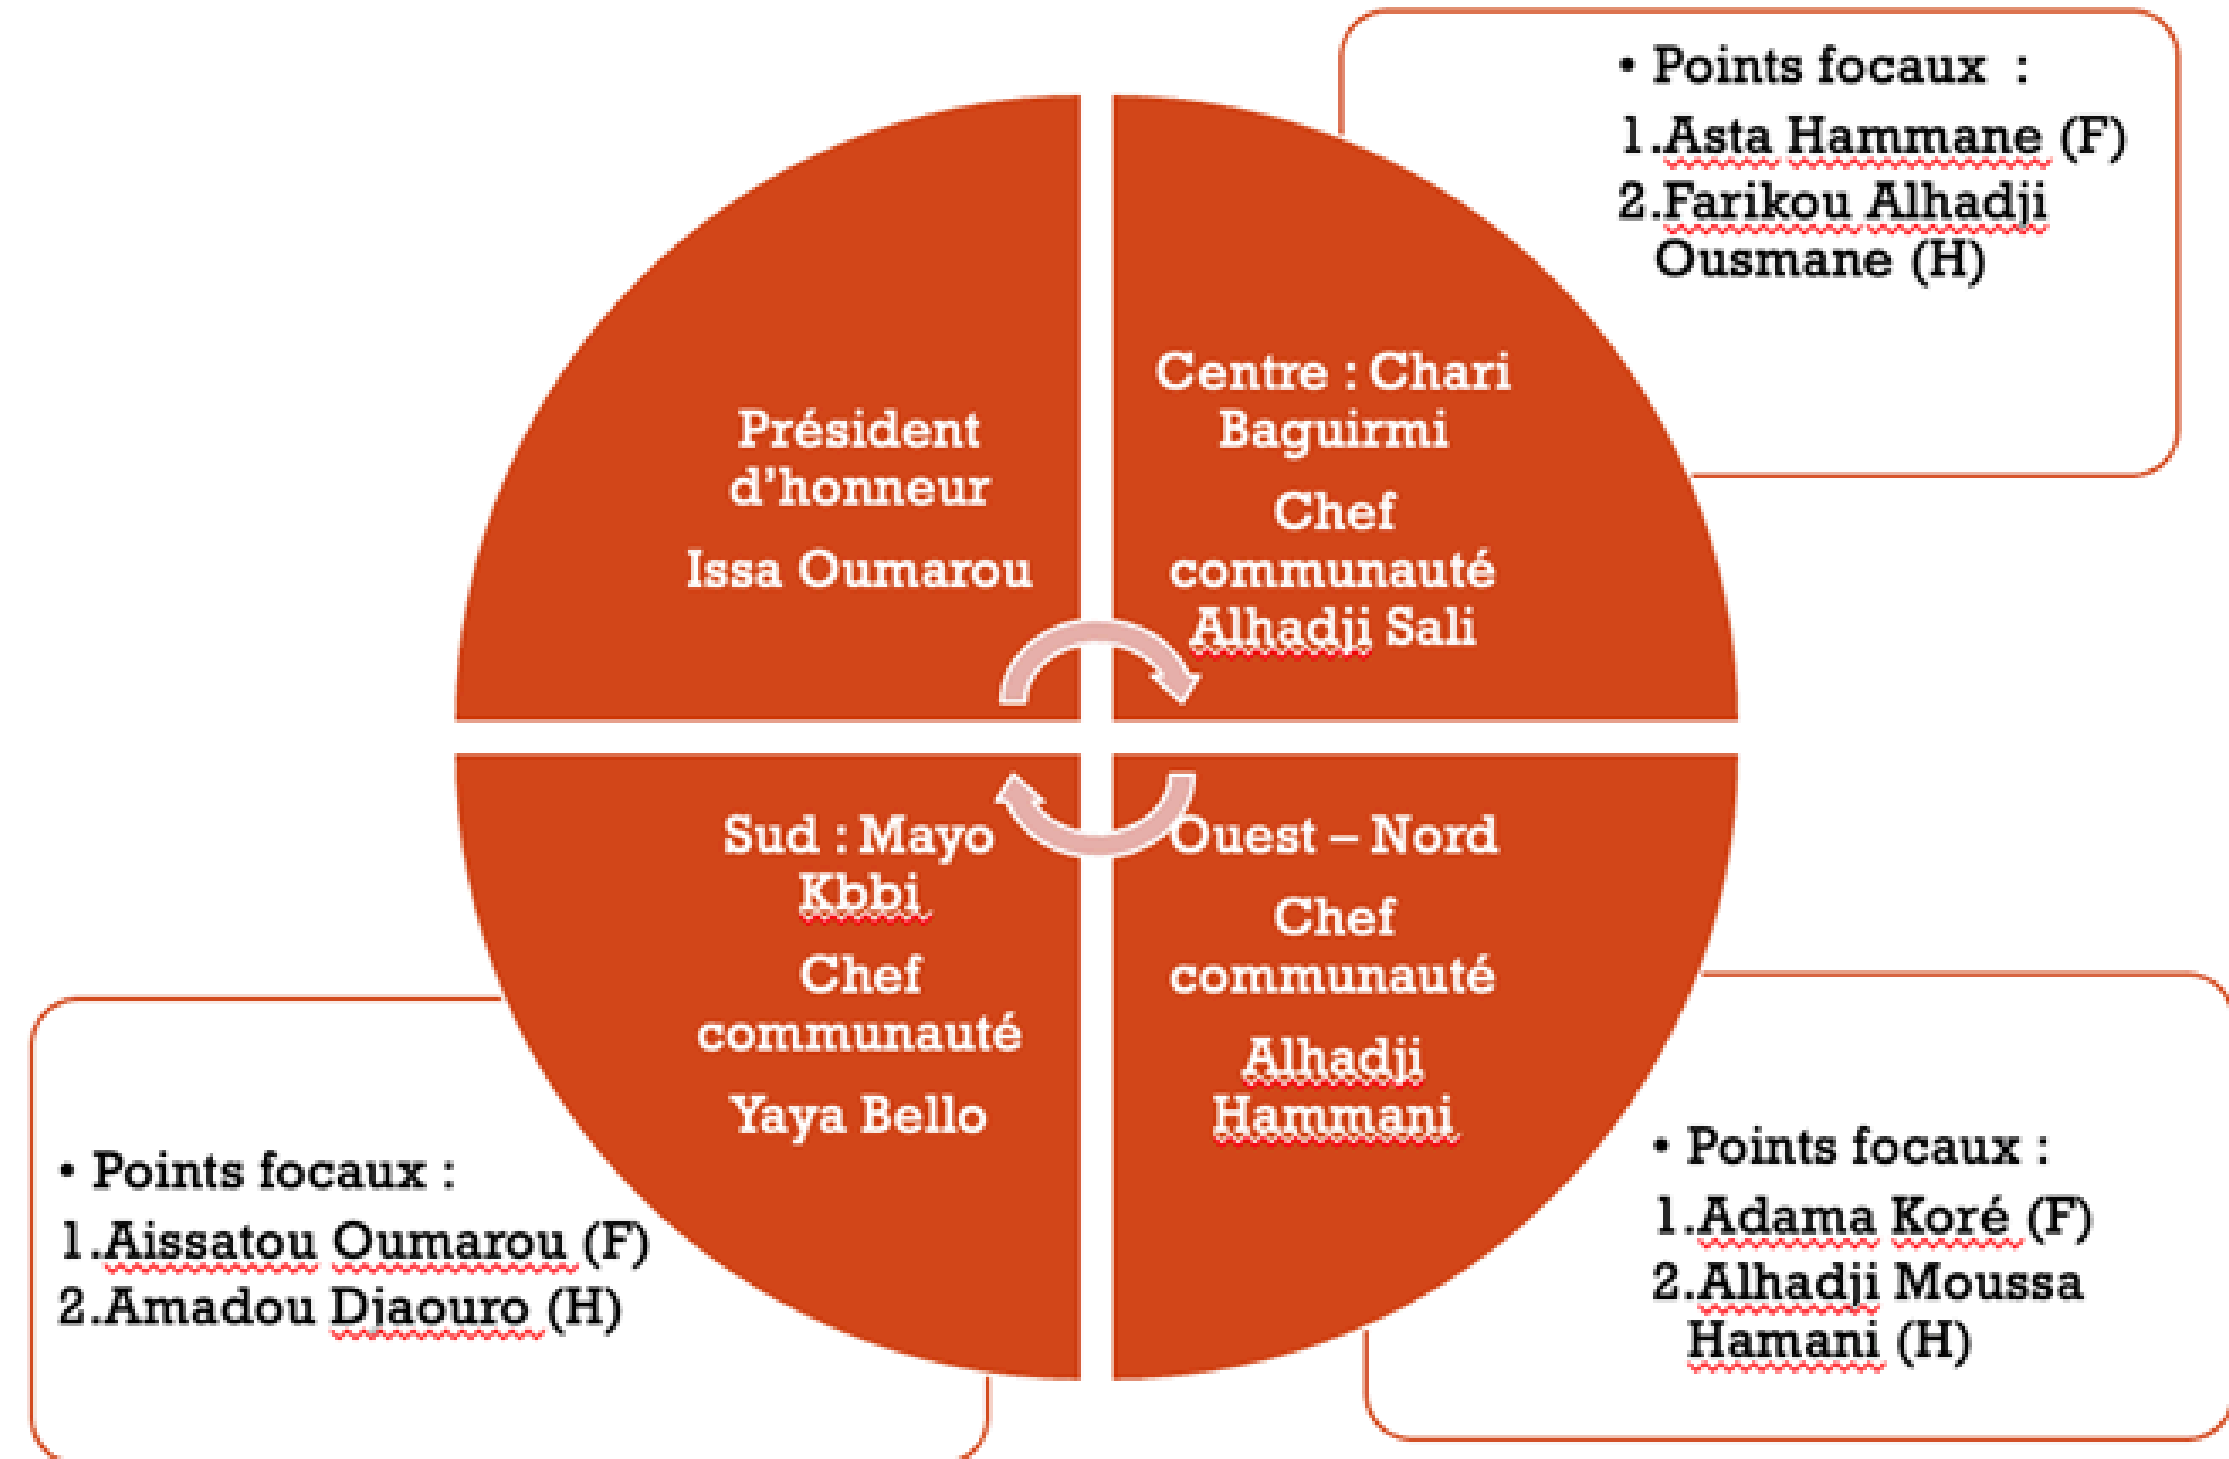 Président
d'honneur
Issa Oumarou
Centre : Chari
Baguirmi
Chef
communauté
Alhadji Sali
• Points focaux :
1.Asta Hammane (F)
2.Farikou Alhadji
Ousmane (H)
Sud : Mayo
Kbbi
Chef
communauté
Yaya Bello
• Points focaux :
1.Aissatou Oumarou (F)
2.Amadou Djaouro (H)
Ouest – Nord
Chef
communauté
Alhadji
Hammani
• Points focaux :
1.Adama Koré (F)
2.Alhadji Moussa
Hamani (H)